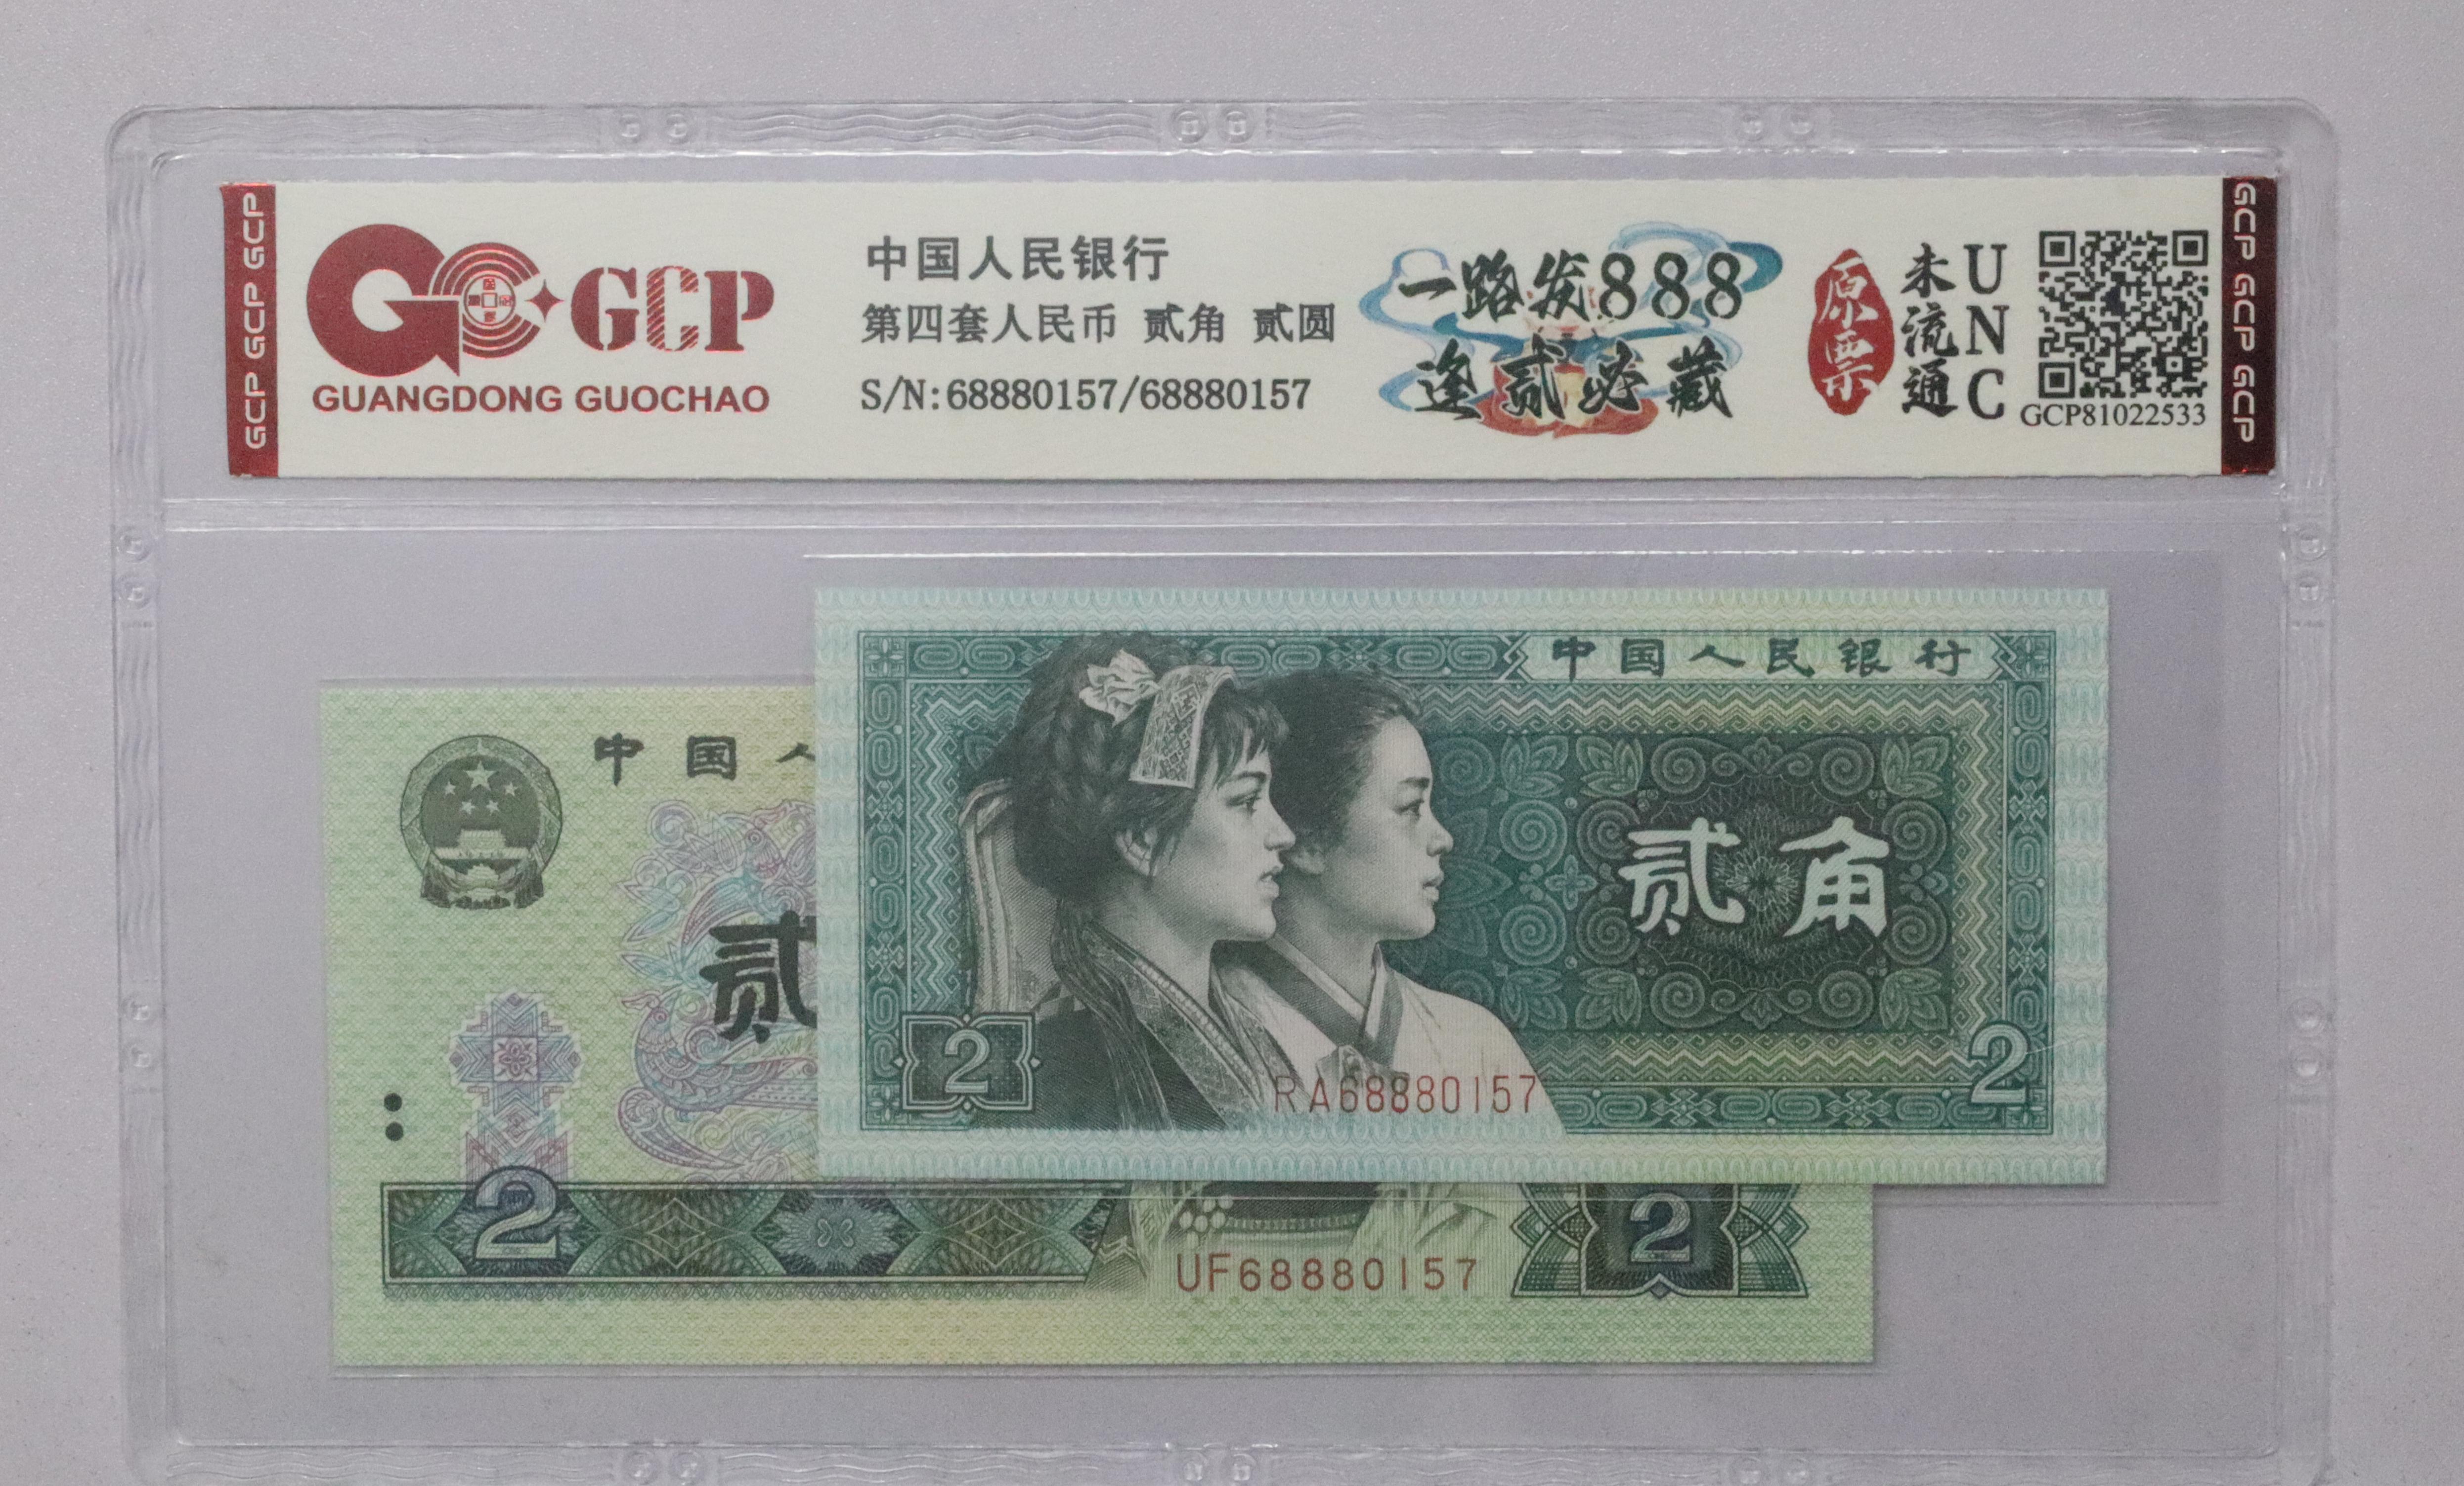 GCP GCP GCP
GCP
GUANGDONG GUOCHAO
中国人民银行
第四套人民币 贰角 贰圆
S/N:68880157/68880157
一路发888
逢贰必藏
原票
未流通
UNC
GCP81022533
GCP GCP GCP
中国人民银行
贰角
2
RA68880157
2
中国人
贰
2
UF68880157
2